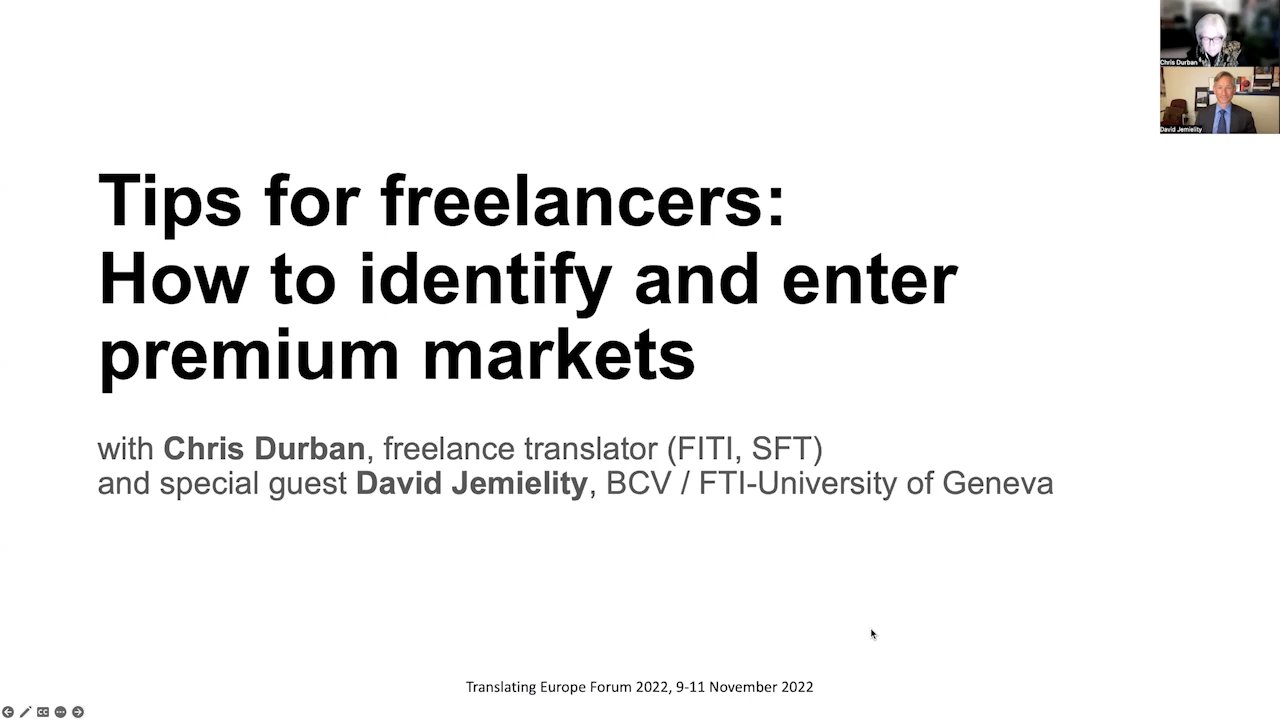 Chris Durban
David Jemielity
Tips for freelancers:
How to identify and enter
premium markets
with Chris Durban, freelance translator (FITI, SFT)
and special guest David Jemielity, BCV / FTI-University of Geneva
Translating Europe Forum 2022, 9-11 November 2022
CC